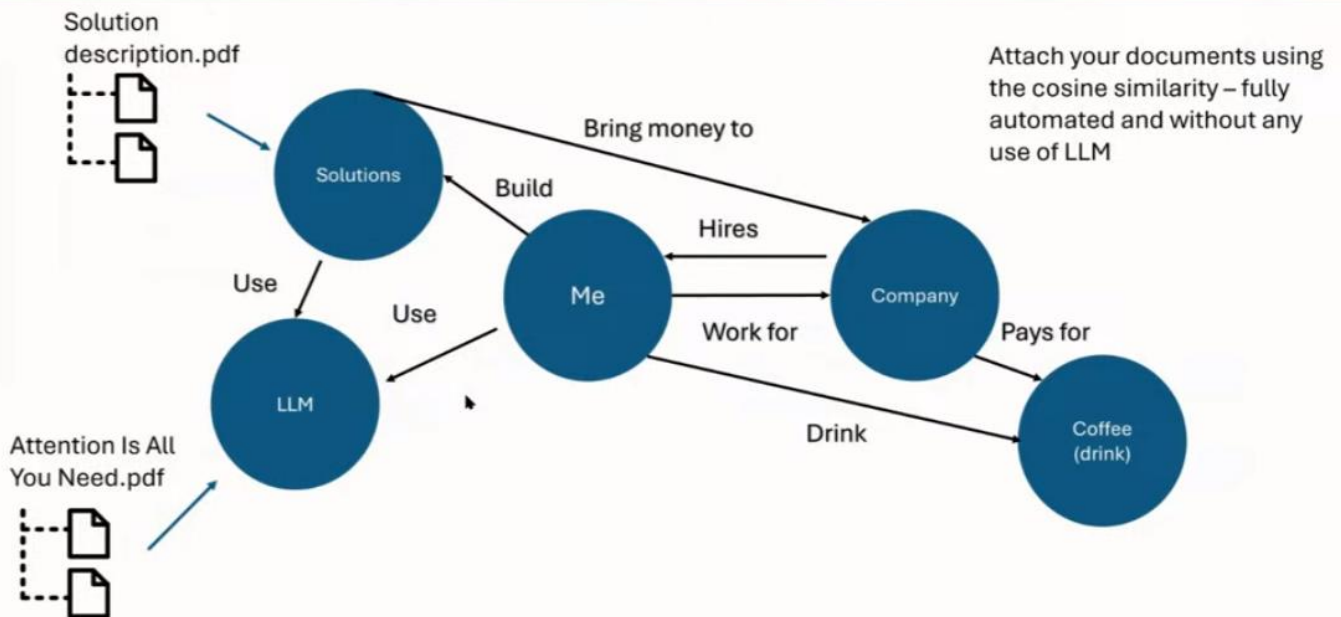 Solution
description.pdf
Attach your documents using
the cosine similarity – fully
automated and without any
use of LLM
Bring money to
Solutions
Build
Hires
Use
Me
Company
Use
Work for
Pays for
LLM
Drink
Coffee
(drink)
Attention Is All
You Need.pdf